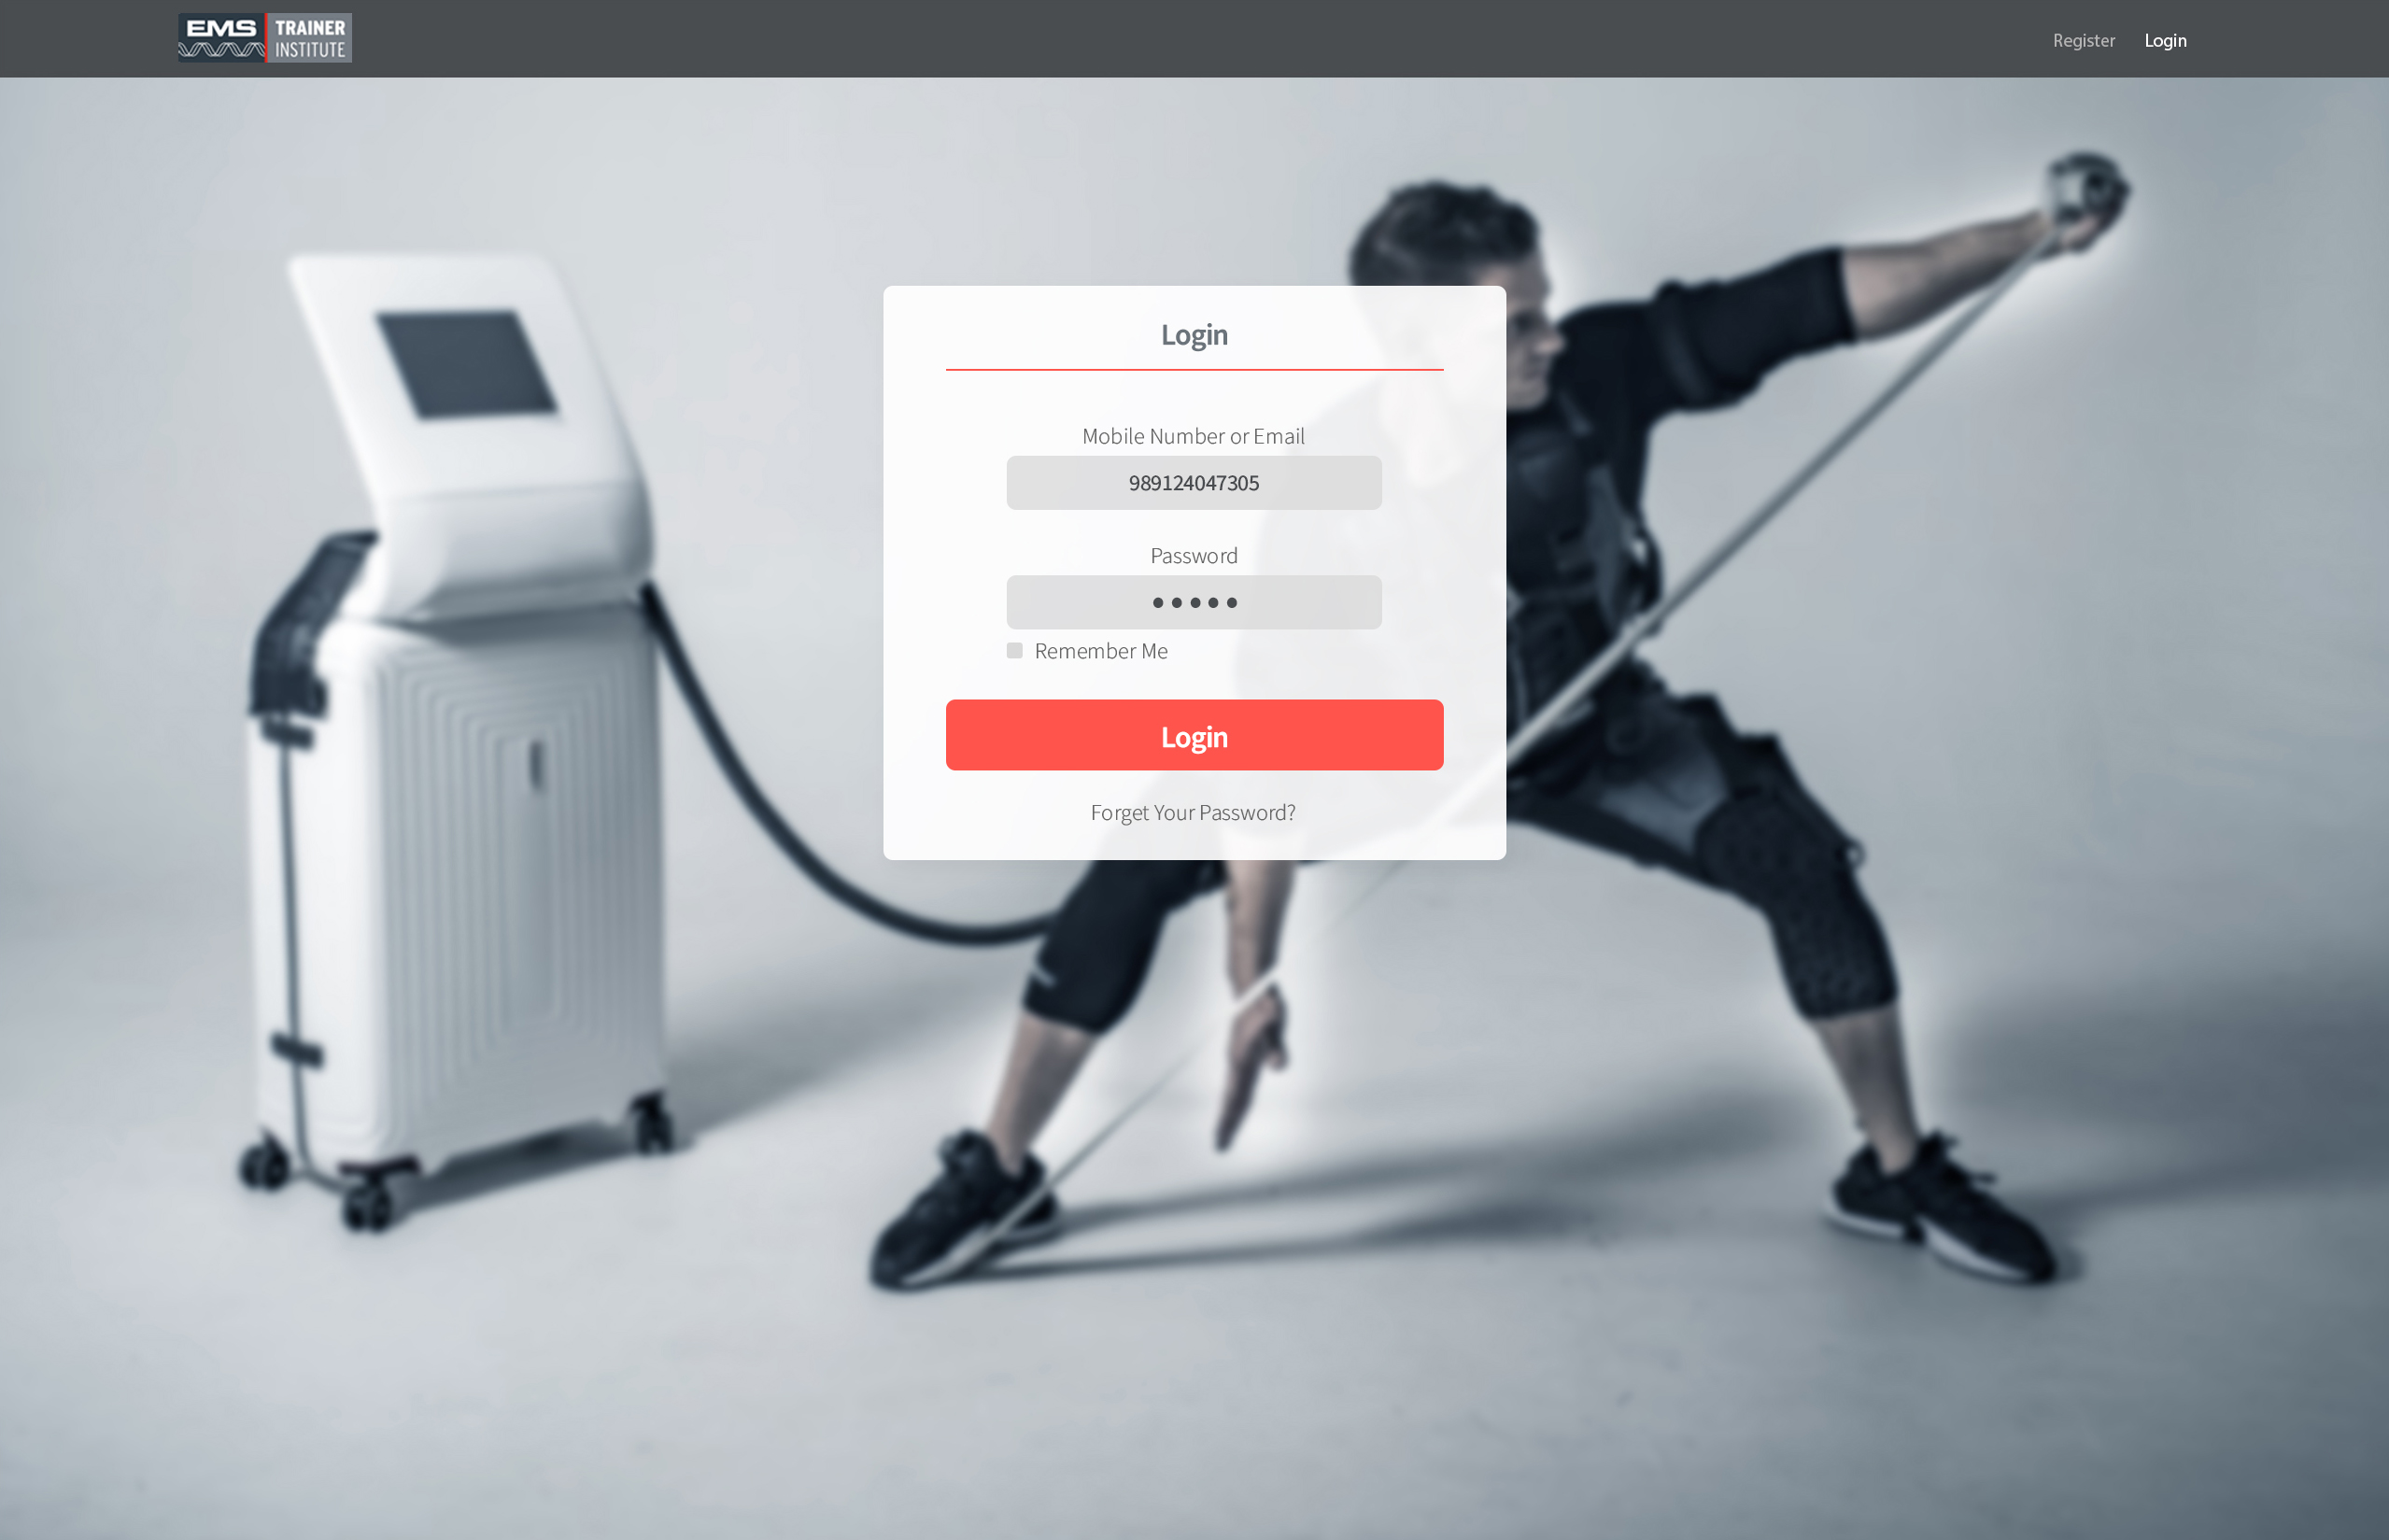 EMS TRAINER
INSTITUTE
Register Login
Login
Mobile Number or Email
989124047305
Password
•••••
Remember Me
Login
Forget Your Password?